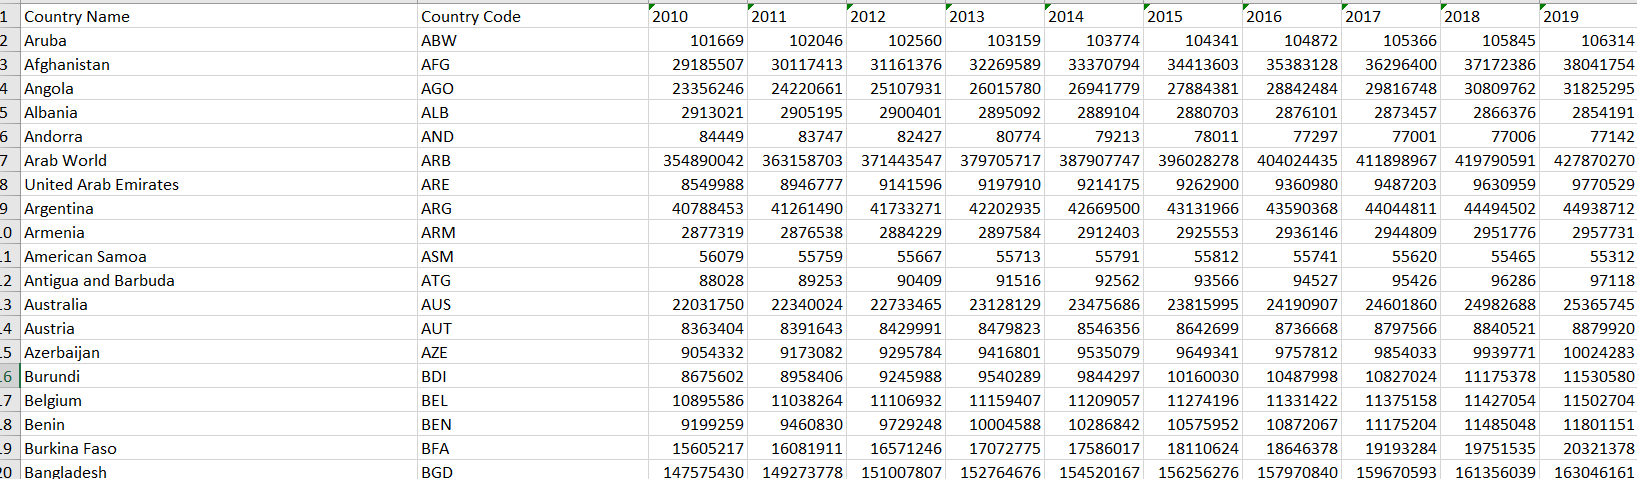 1 Country Name Country Code 2010 2011 2012 2013 2014 2015 2016 2017 2018 2019
2 Aruba ABW 101669 102046 102560 103159 103774 104341 104872 105366 105845 106314
3 Afghanistan AFG 29185507 30117413 31161376 32269589 33370794 34413603 35383128 36296400 37172386 38041754
4 Angola AGO 23356246 24220661 25107931 26015780 26941779 27884381 28842484 29816748 30809762 31825295
5 Albania ALB 2913021 2905195 2900401 2895092 2889104 2880703 2876101 2873457 2866376 2854191
6 Andorra AND 84449 83747 82427 80774 79213 78011 77297 77001 77006 77142
7 Arab World ARB 354890042 363158703 371443547 379705717 387907747 396028278 404024435 411898967 419790591 427870270
8 United Arab Emirates ARE 8549988 8946777 9141596 9197910 9214175 9262900 9360980 9487203 9630959 9770529
9 Argentina ARG 40788453 41261490 41733271 42202935 42669500 43131966 43590368 44044811 44494502 44938712
10 Armenia ARM 2877319 2876538 2884229 2897584 2912403 2925553 2936146 2944809 2951776 2957731
11 American Samoa ASM 56079 55759 55667 55713 55791 55812 55741 55620 55465 55312
12 Antigua and Barbuda ATG 88028 89253 90409 91516 92562 93566 94527 95426 96286 97118
13 Australia AUS 22031750 22340024 22733465 23128129 23475686 23815995 24190907 24601860 24982688 25365745
14 Austria AUT 8363404 8391643 8429991 8479823 8546356 8642699 8736668 8797566 8840521 8879920
15 Azerbaijan AZE 9054332 9173082 9295784 9416801 9535079 9649341 9757812 9854033 9939771 10024283
16 Burundi BDI 8675602 8958406 9245988 9540289 9844297 10160030 10487998 10827024 11175378 11530580
17 Belgium BEL 10895586 11038264 11106932 11159407 11209057 11274196 11331422 11375158 11427054 11502704
18 Benin BEN 9199259 9460830 9729248 10004588 10286842 10575952 10872067 11175204 11485048 11801151
19 Burkina Faso BFA 15605217 16081911 16571246 17072775 17586017 18110624 18646378 19193284 19751535 20321378
20 Bangladesh BGD 147575430 149273778 151007807 152764676 154520167 156256276 157970840 159670593 161356039 163046161